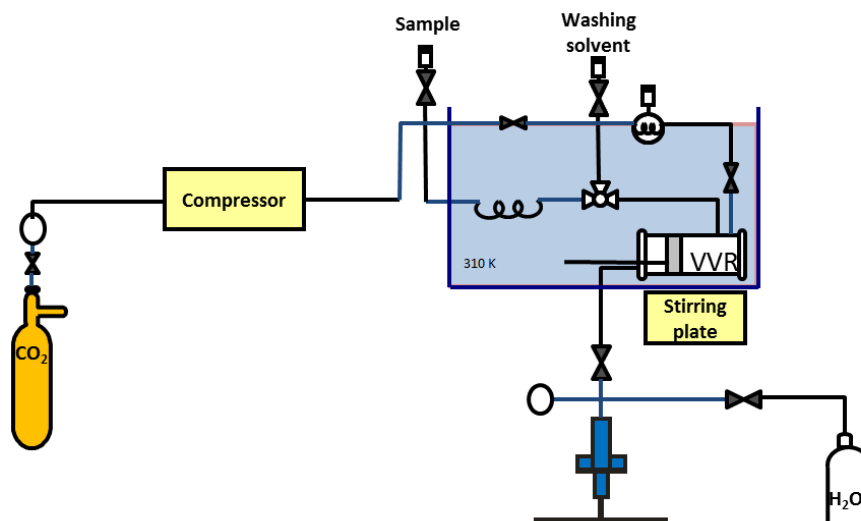 Sample
Washing
solvent
Compressor
310 K
VVR
Stirring
plate
CO₂
H₂O